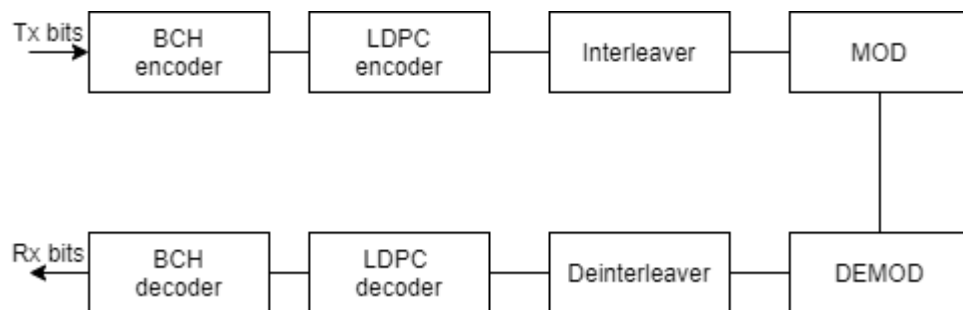 Tx bits
BCH
encoder
LDPC
encoder
Interleaver
MOD
Rx bits
BCH
decoder
LDPC
decoder
Deinterleaver
DEMOD